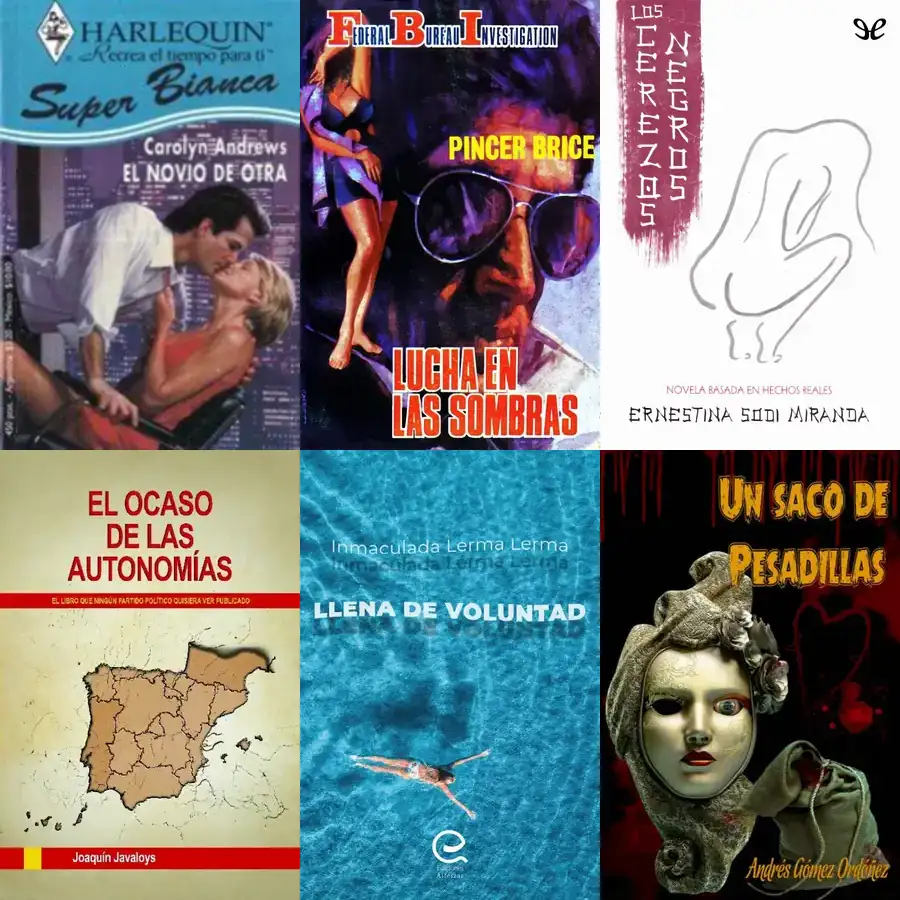 HARLEQUIN
Recrea el tiempo para ti
Super Bianca
Carolyn Andrews
EL NOVIO DE OTRA
FEDERAL BUREAU INVESTIGATION
PINCER BRICE
LUCHA EN
LAS SOMBRAS
LOS
CEREZOS
NEGROS
NOVELA BASADA EN HECHOS REALES
ERNESTINA SODI MIRANDA
EL OCASO
DE LAS
AUTONOMÍAS
EL LIBRO QUE NINGÚN PARTIDO POLÍTICO QUISIERA VER PUBLICADO
Joaquín Javaloys
Inmaculada Lerma Lerma
LLENA DE VOLUNTAD
UN SACO DE
PESADILLAS
Andrés Gómez Ordóñez